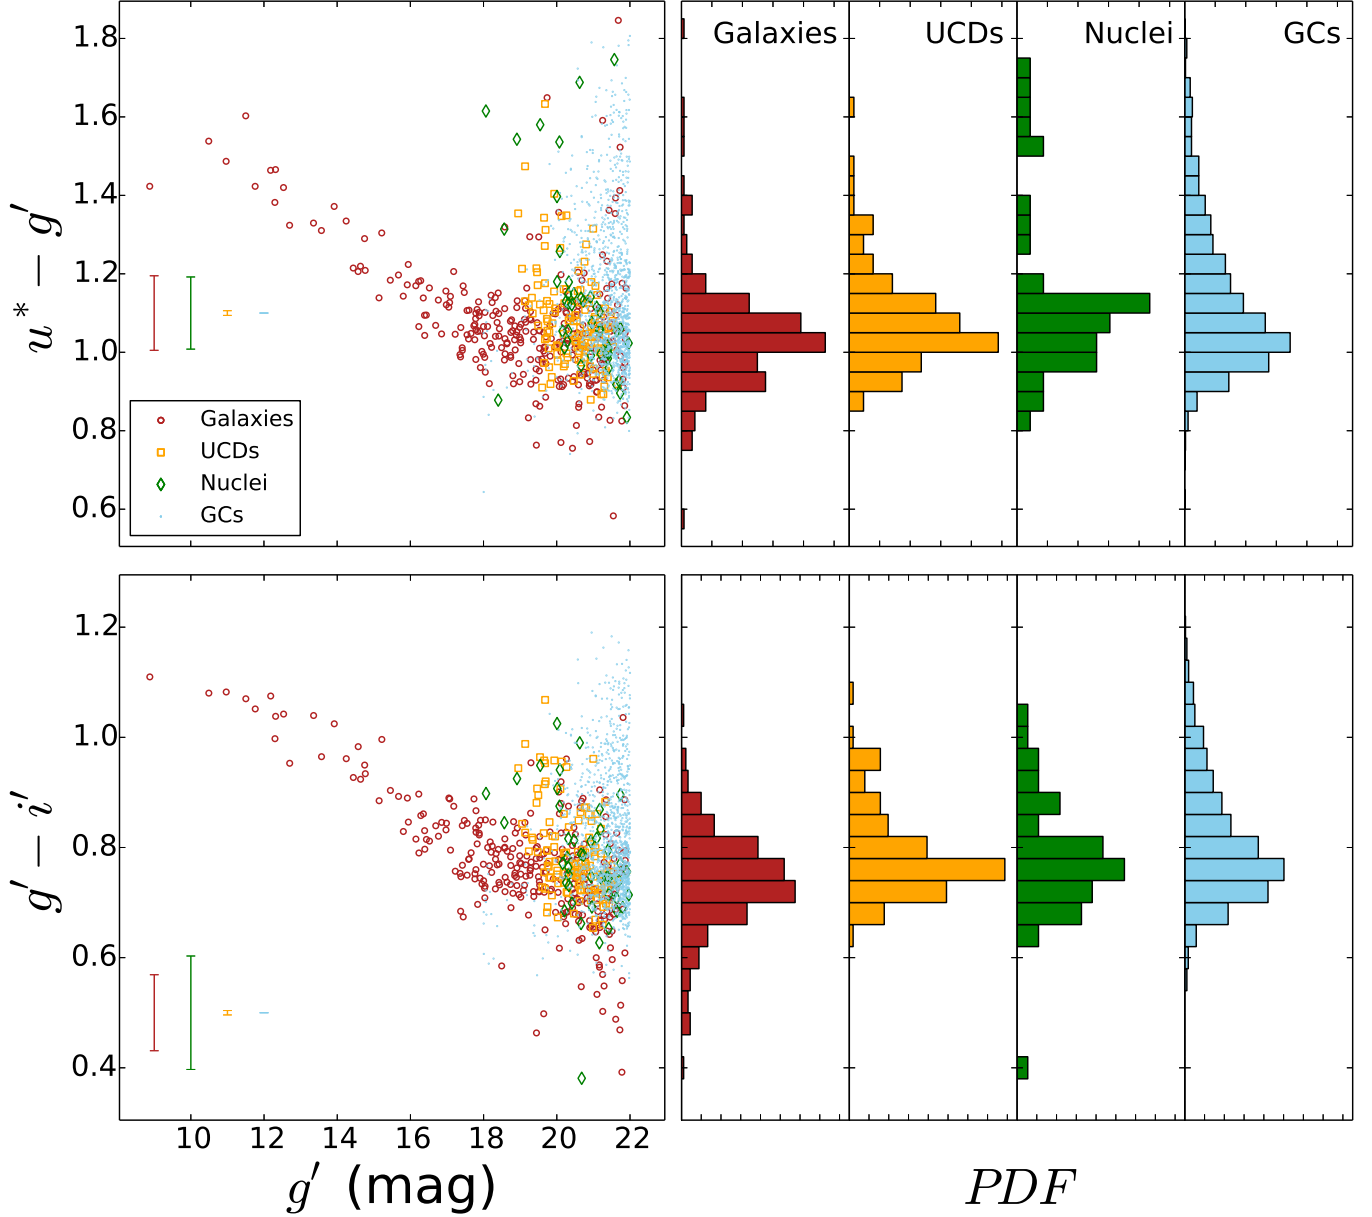 1.8
1.6
1.4
1.2
1.0
0.8
0.6
u* − g′
Galaxies
UCDs
Nuclei
GCs
Galaxies
UCDs
Nuclei
GCs
1.2
1.0
0.8
0.6
0.4
g′ − i′
10 12 14 16 18 20 22
g′ (mag)
PDF